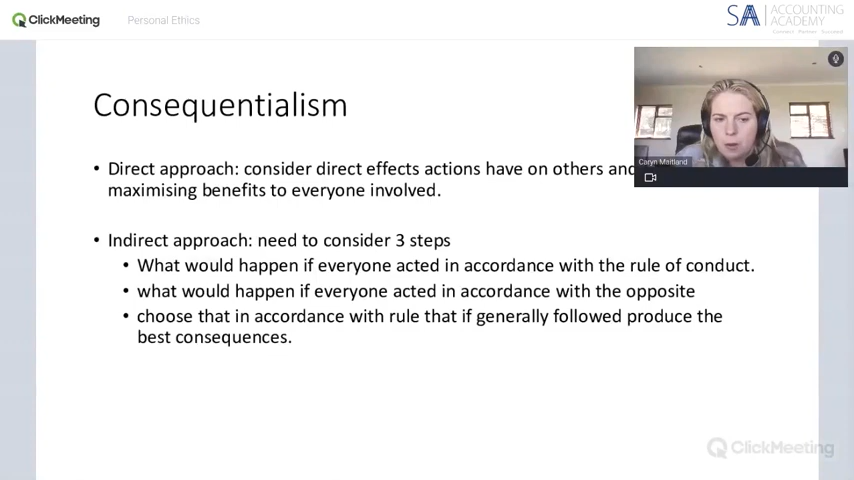 ClickMeeting
Personal Ethics
SA ACCOUNTING
ACADEMY
Connect Partner Succeed
Consequentialism
Caryn Maitland
• Direct approach: consider direct effects actions have on others and
maximising benefits to everyone involved.
• Indirect approach: need to consider 3 steps
• What would happen if everyone acted in accordance with the rule of conduct.
• what would happen if everyone acted in accordance with the opposite
• choose that in accordance with rule that if generally followed produce the
best consequences.
ClickMeeting